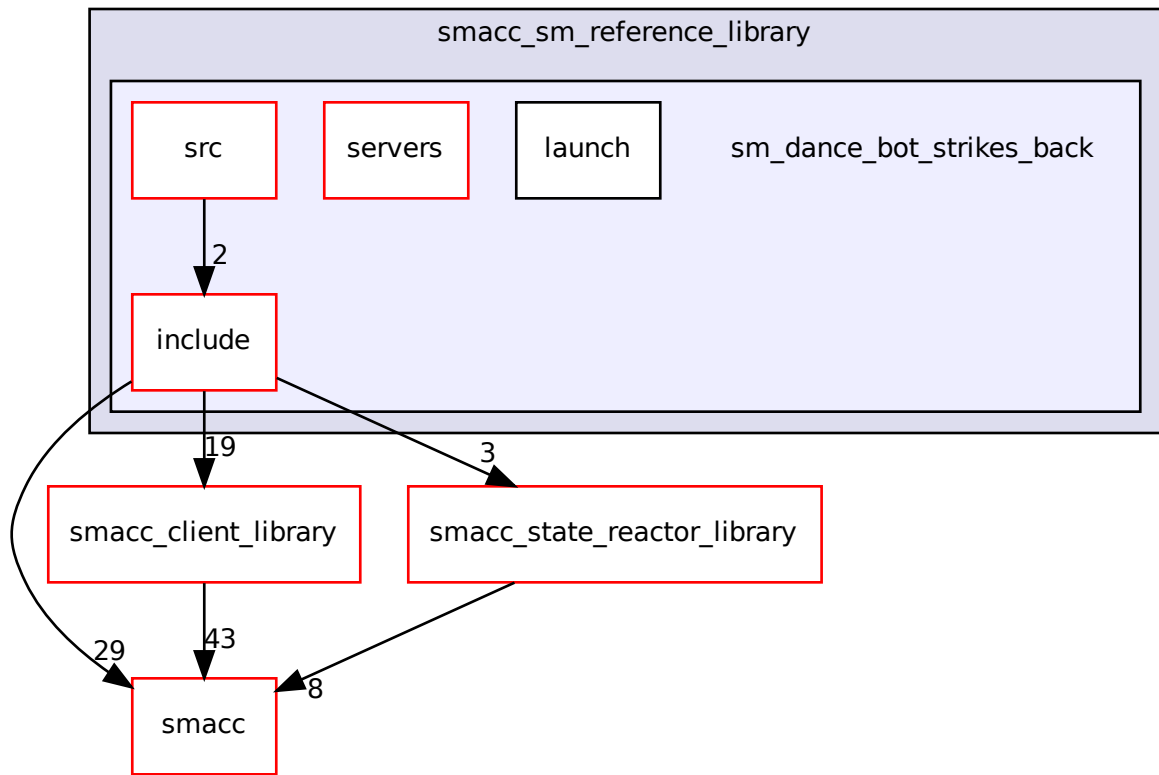 smacc_sm_reference_library
src
servers
launch
sm_dance_bot_strikes_back
2
include
19
3
smacc_client_library
smacc_state_reactor_library
29
43
8
smacc